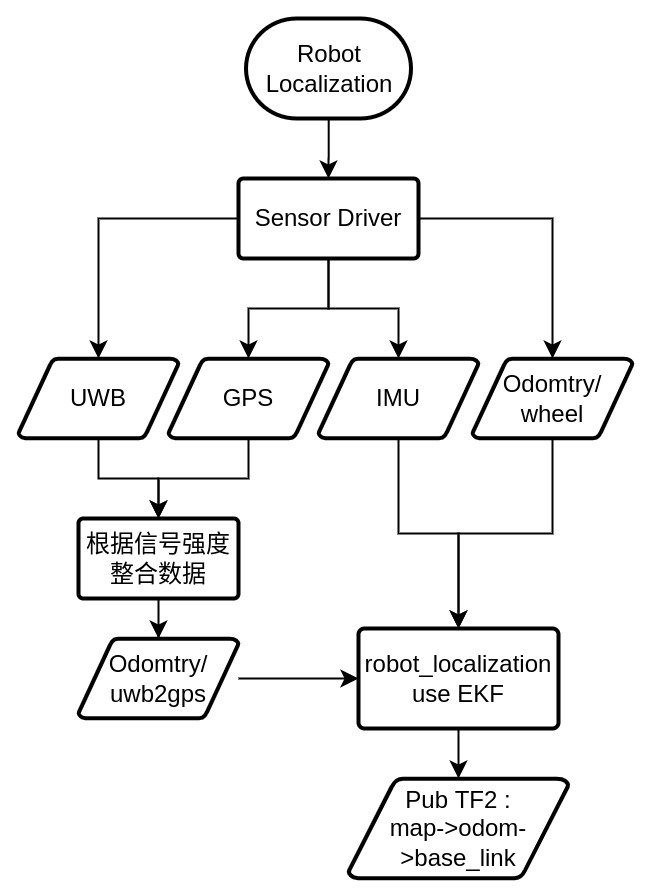 Robot
Localization
Sensor Driver
UWB
GPS
IMU
Odomtry/
wheel
根据信号强度
整合数据
Odomtry/
uwb2gps
robot_localization
use EKF
Pub TF2 :
map->odom-
>base_link